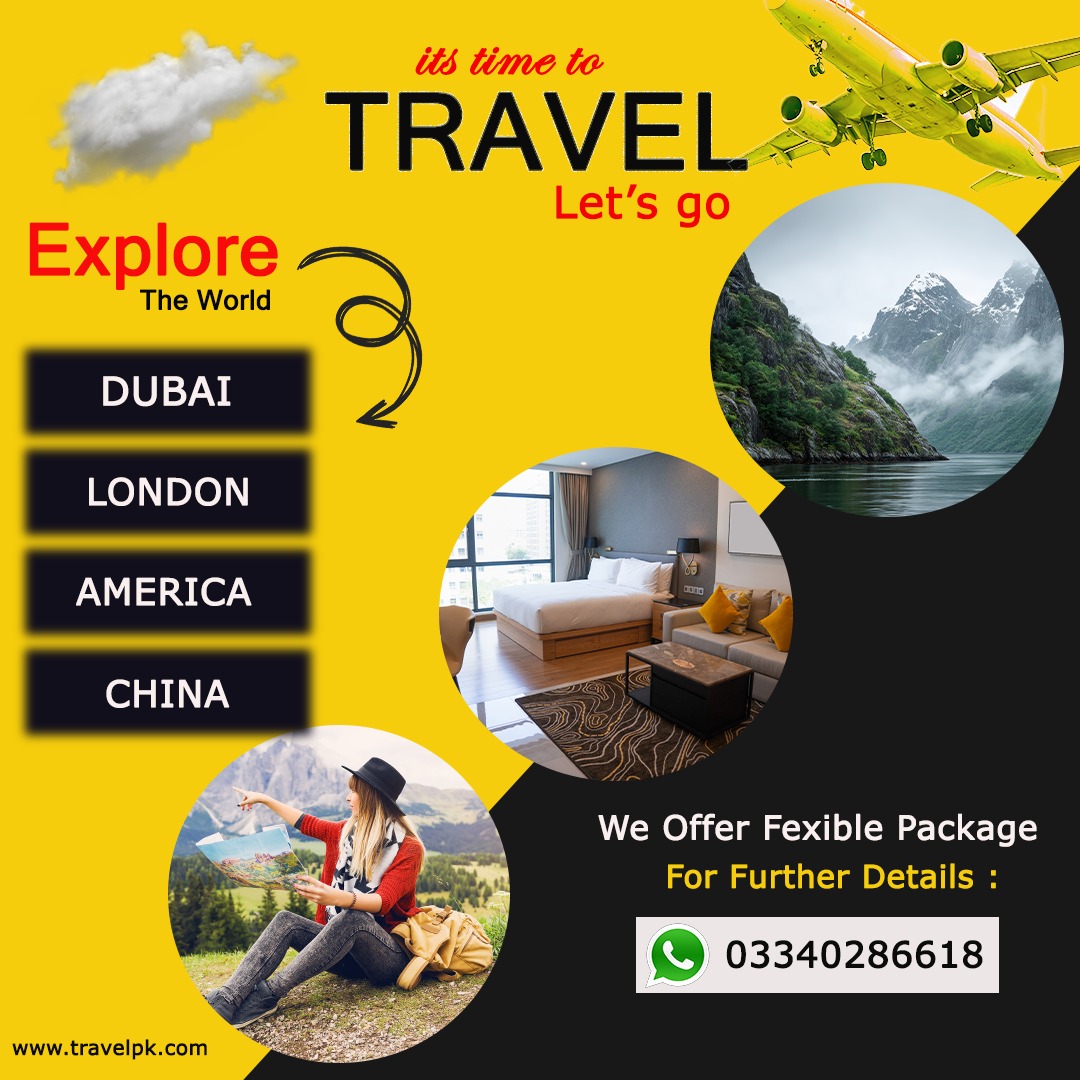 its time to
TRAVEL
Let’s go
Explore
The World
DUBAI
LONDON
AMERICA
CHINA
We Offer Fexible Package
For Further Details :
03340286618
www.travelpk.com